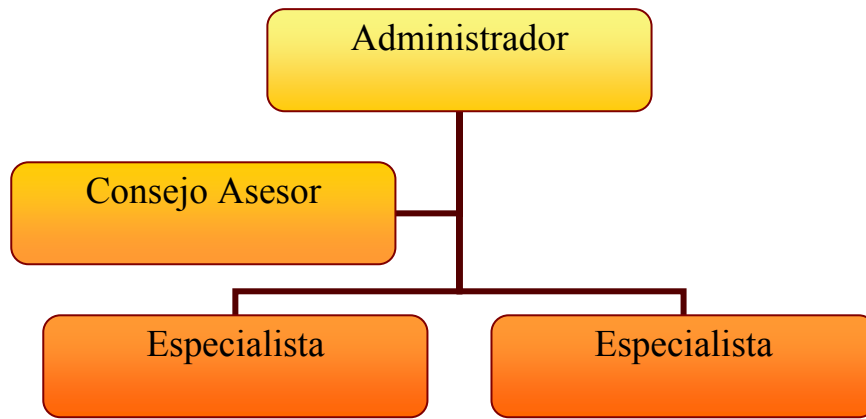 Administrador
Consejo Asesor
Especialista
Especialista